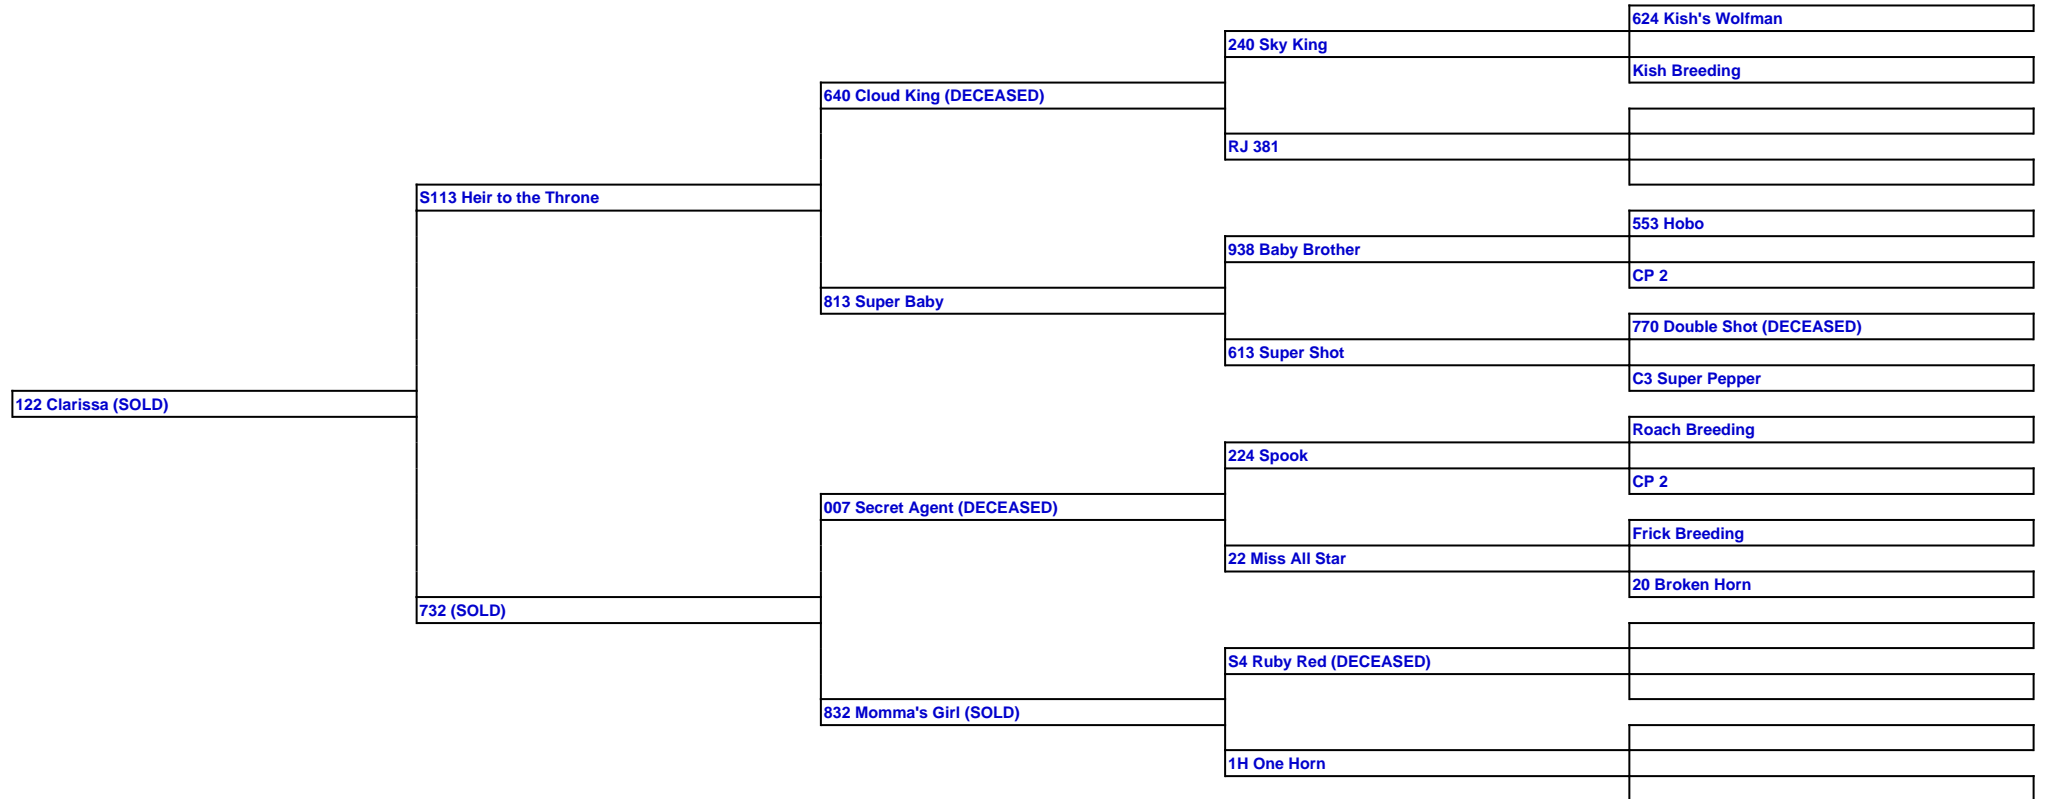 624 Kish's Wolfman
240 Sky King
Kish Breeding
640 Cloud King (DECEASED)
RJ 381
S113 Heir to the Throne
553 Hobo
938 Baby Brother
CP 2
813 Super Baby
770 Double Shot (DECEASED)
613 Super Shot
C3 Super Pepper
122 Clarissa (SOLD)
Roach Breeding
224 Spook
CP 2
007 Secret Agent (DECEASED)
Frick Breeding
22 Miss All Star
20 Broken Horn
732 (SOLD)
S4 Ruby Red (DECEASED)
832 Momma's Girl (SOLD)
1H One Horn